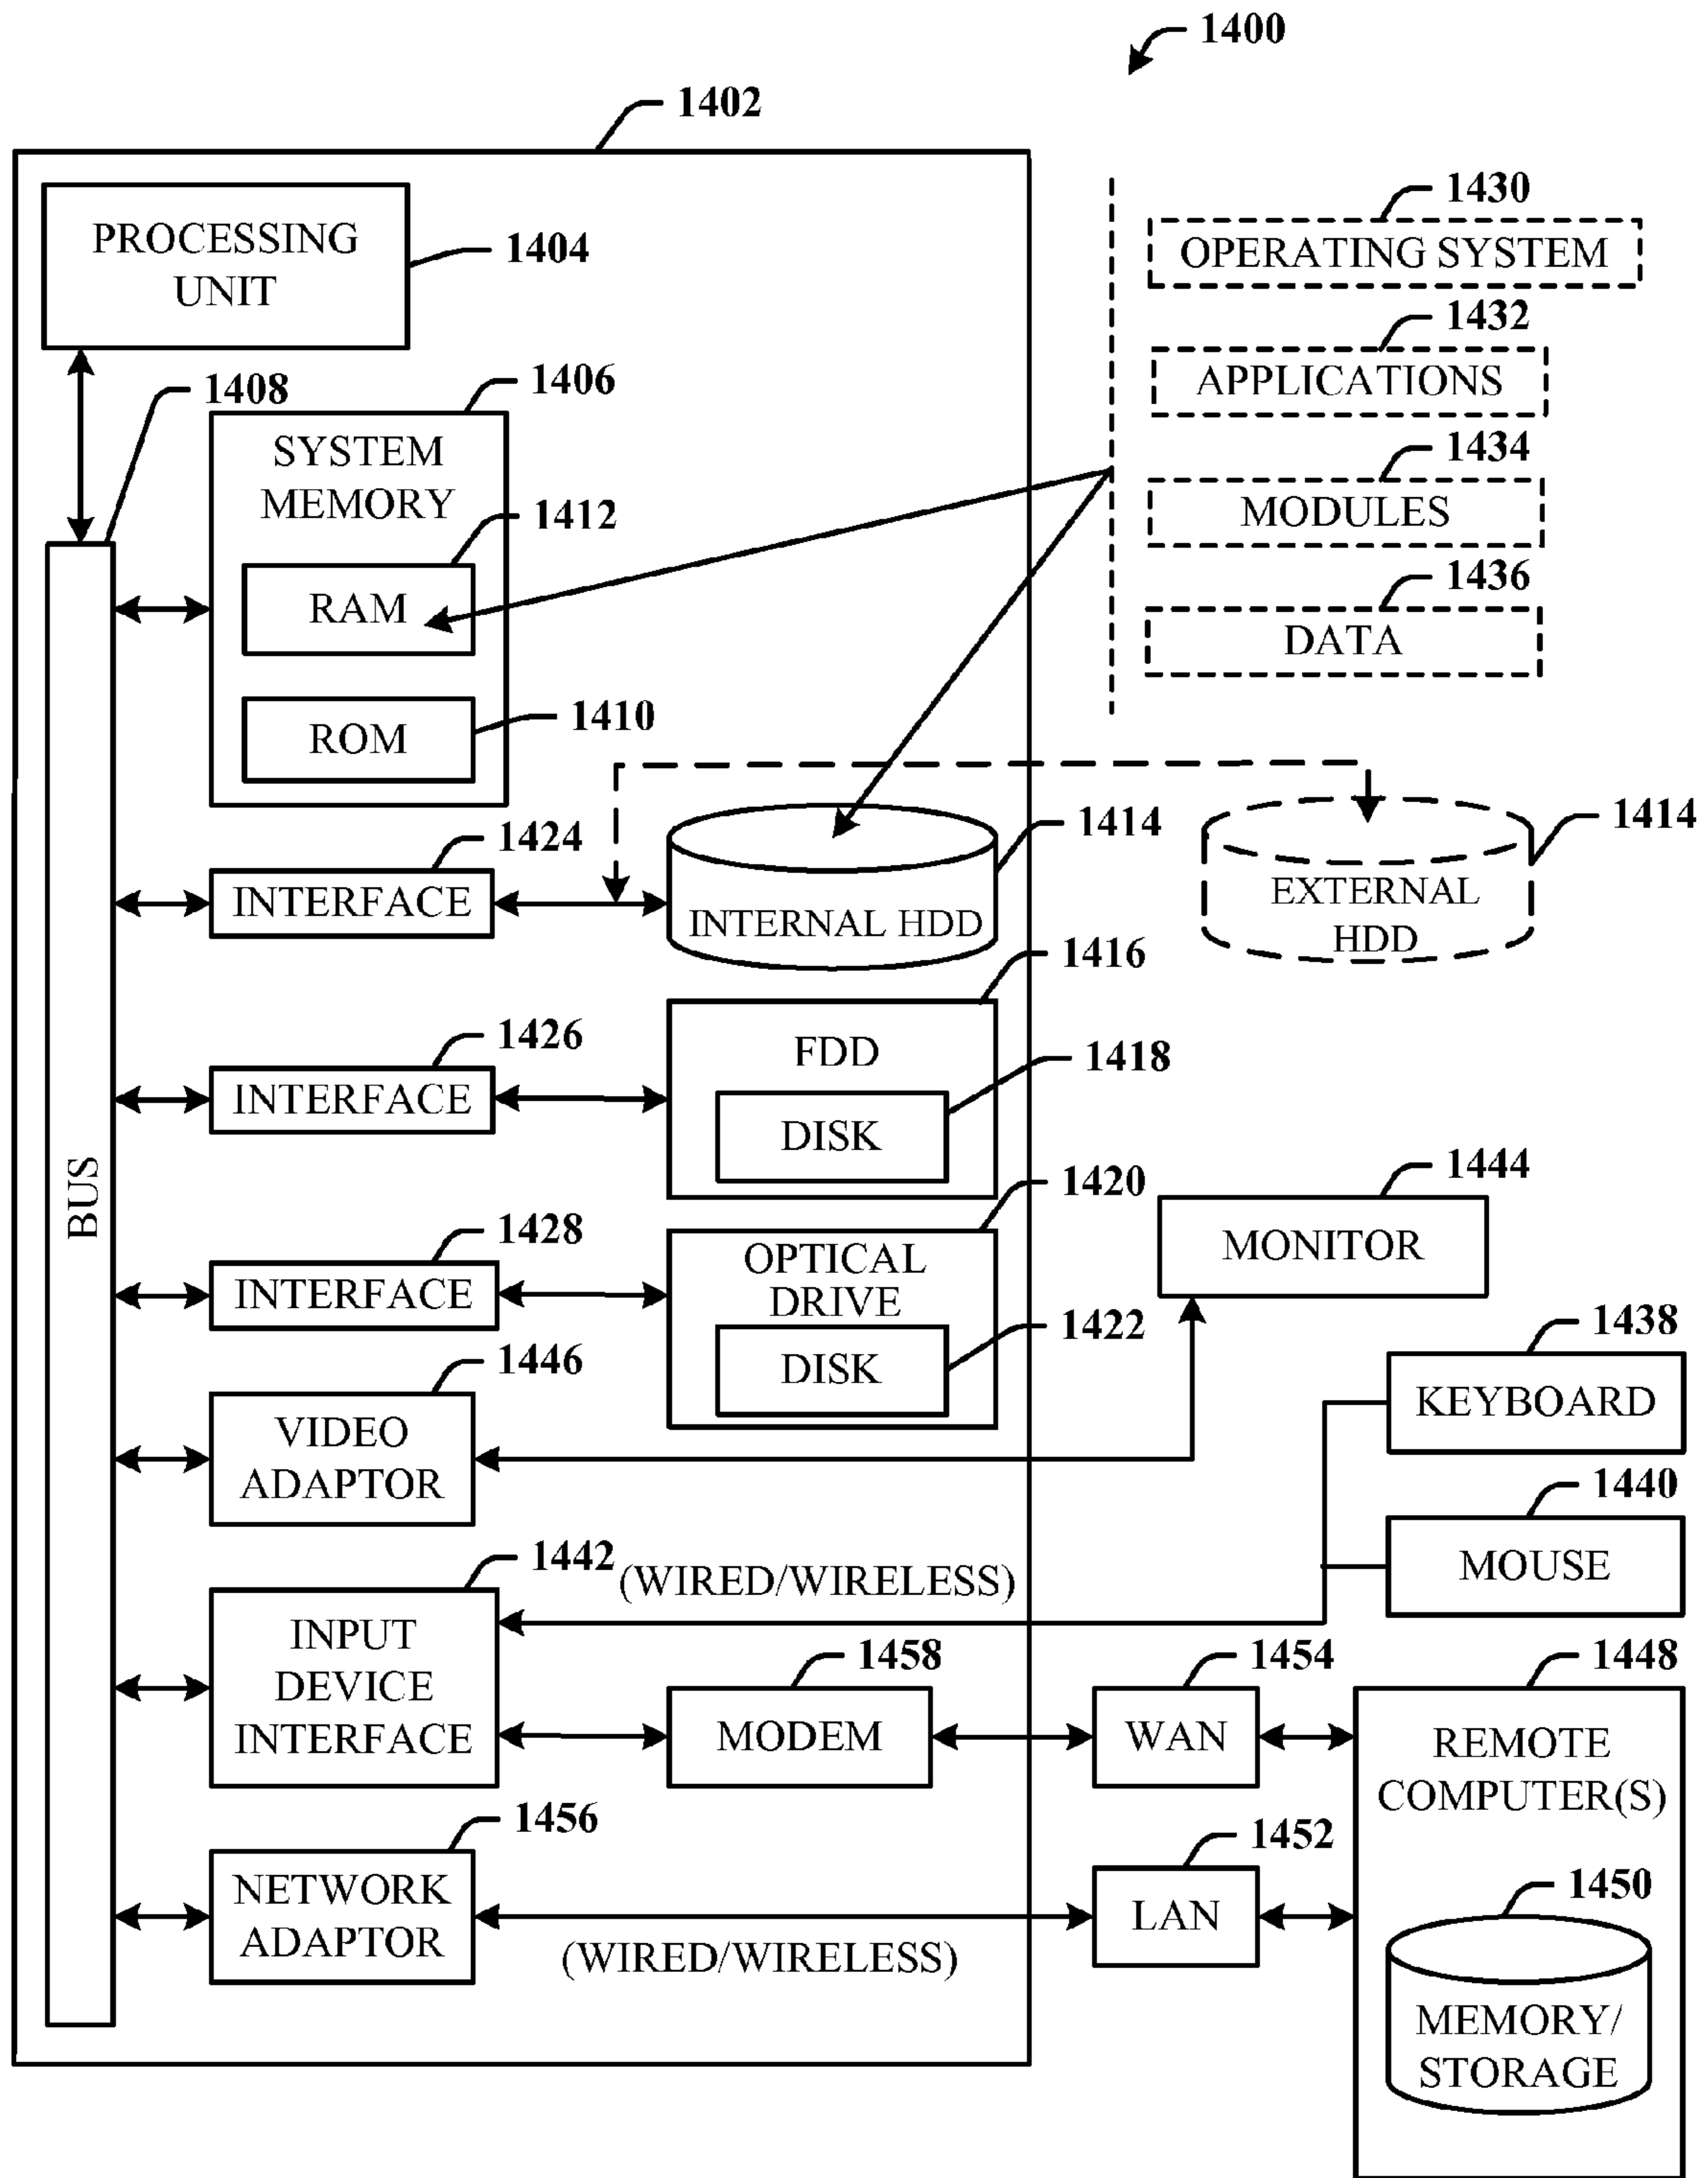 1400
1402
PROCESSING
UNIT
1404
1430
OPERATING SYSTEM
1432
APPLICATIONS
1434
MODULES
1436
DATA
1408
1406
SYSTEM
MEMORY
1412
RAM
1410
ROM
BUS
1424
INTERFACE
1414
INTERNAL HDD
1414
EXTERNAL
HDD
1426
INTERFACE
1416
FDD
1418
DISK
1428
INTERFACE
1420
OPTICAL
DRIVE
1422
DISK
1444
MONITOR
1446
VIDEO
ADAPTOR
1438
KEYBOARD
1440
MOUSE
1442
(WIRED/WIRELESS)
INPUT
DEVICE
INTERFACE
1458
MODEM
1454
WAN
1448
REMOTE
COMPUTER(S)
1456
NETWORK
ADAPTOR
(WIRED/WIRELESS)
1452
LAN
1450
MEMORY/
STORAGE